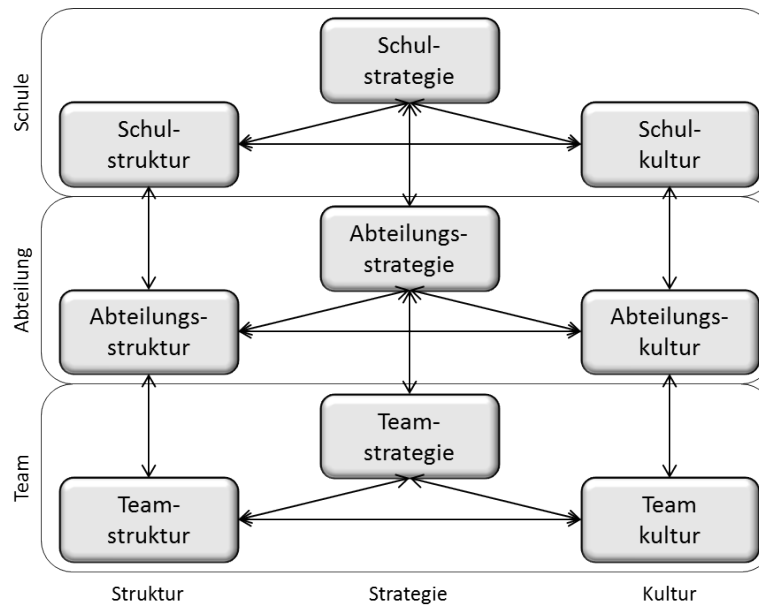 Schule
Schul-
strategie
Schul-
struktur
Schul-
kultur
Abteilung
Abteilungs-
strategie
Abteilungs-
struktur
Abteilungs-
kultur
Team
Team-
strategie
Team-
struktur
Team
kultur
Struktur
Strategie
Kultur